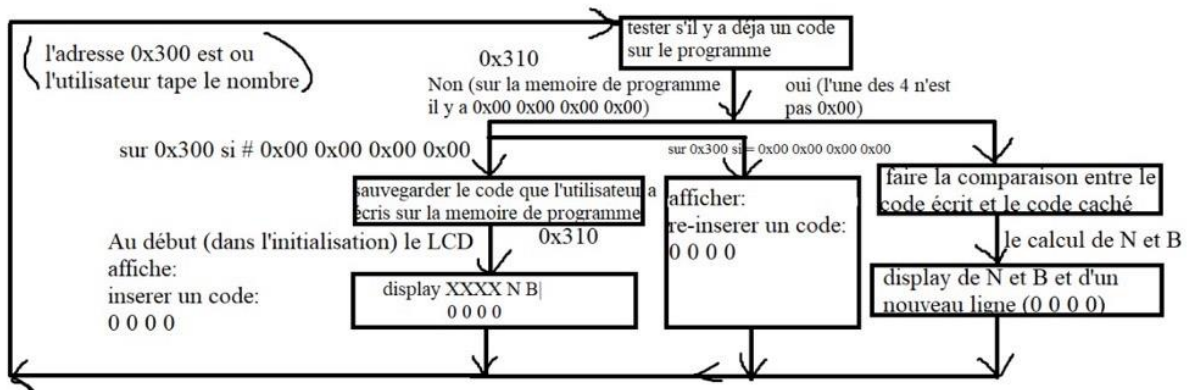 tester s'il y a déja un code
sur le programme
l'adresse 0x300 est ou
l'utilisateur tape le nombre
0x310
Non (sur la memoire de programme
il y a 0x00 0x00 0x00 0x00)
oui (l'une des 4 n'est
pas 0x00)
sur 0x300 si # 0x00 0x00 0x00 0x00
sur 0x300 si = 0x00 0x00 0x00 0x00
sauvegarder le code que l'utilisateur a
écris sur la memoire de programme
0x310
afficher:
re-inserer un code:
0 0 0 0
faire la comparaison entre le
code écrit et le code caché
Au début (dans l'initialisation) le LCD
affiche:
inserer un code:
0 0 0 0
le calcul de N et B
display XXXX N B|
0 0 0 0
display de N et B et d'un
nouveau ligne (0 0 0 0)